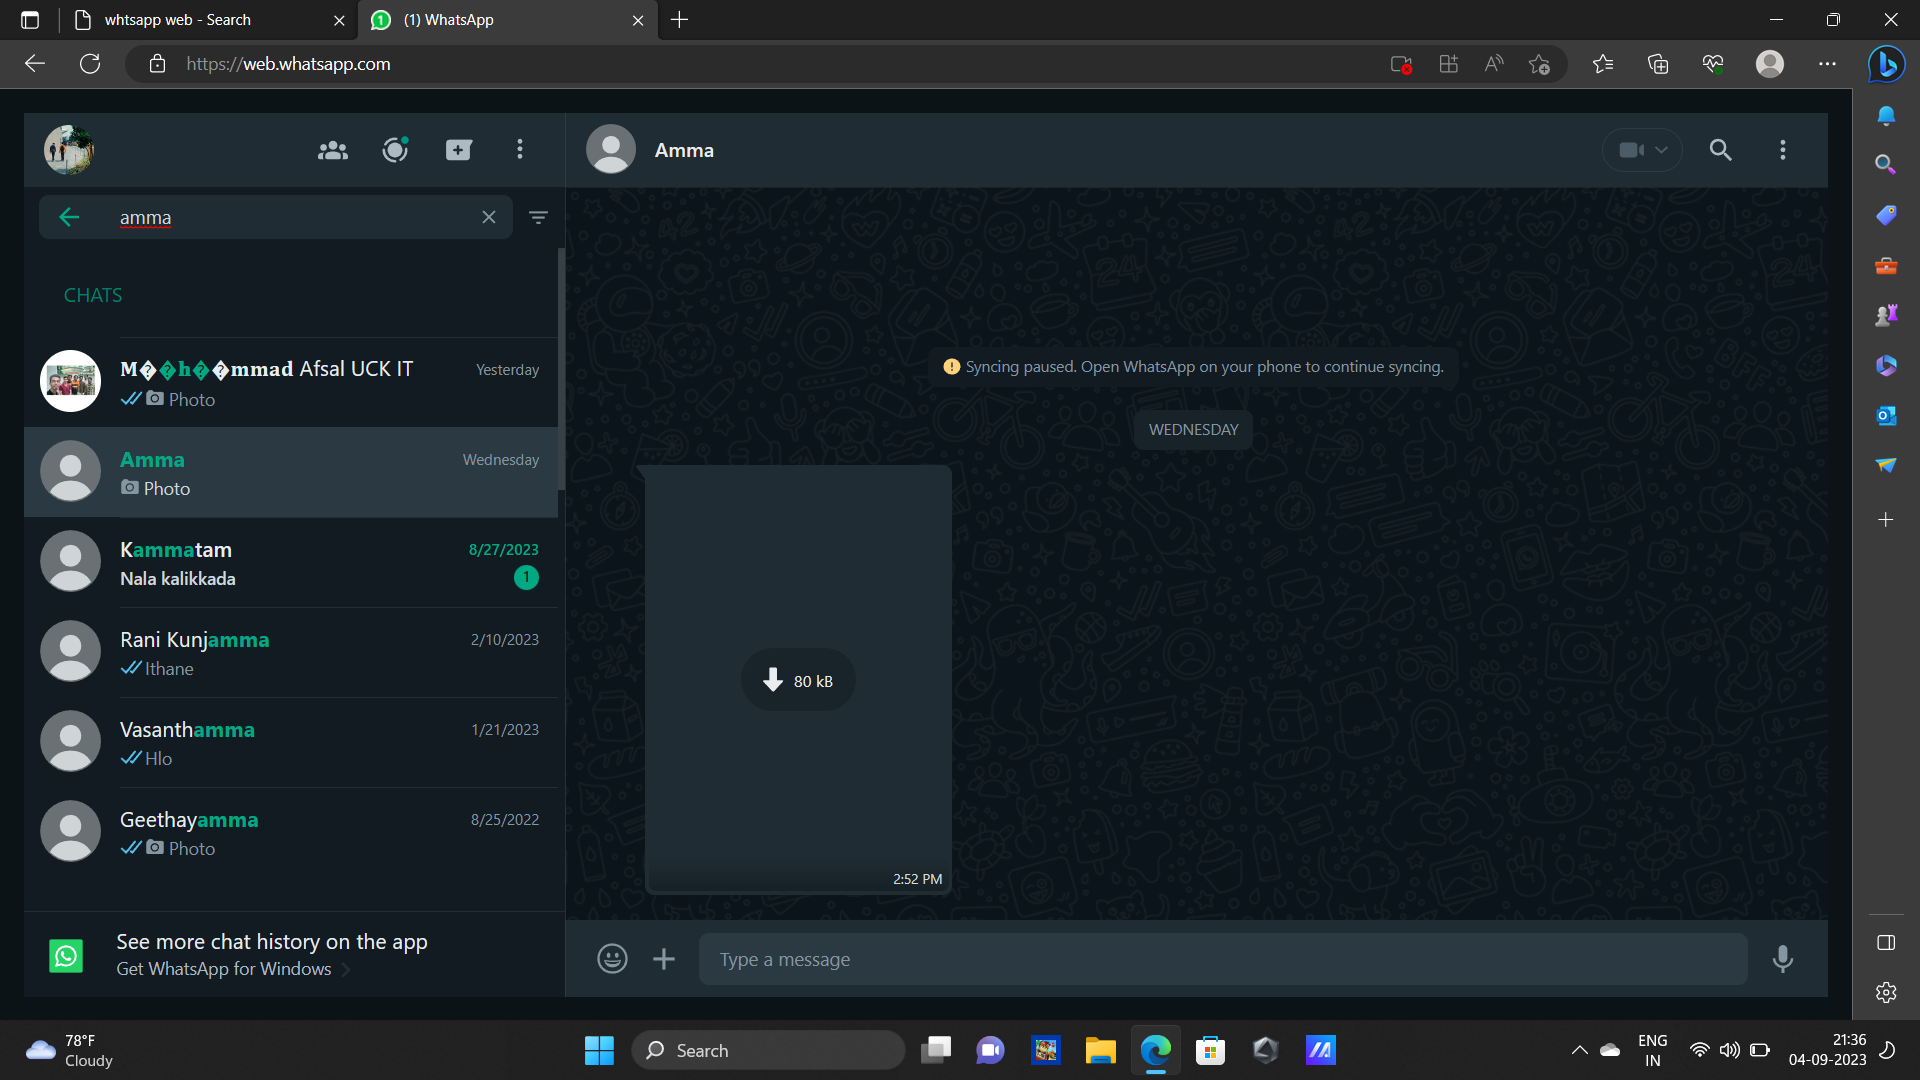 whtsapp web - Search
(1) WhatsApp
https://web.whatsapp.com
amma
CHATS
M��h��mmad Afsal UCK IT
Yesterday
Photo
Amma
Wednesday
Photo
Kammatam
8/27/2023
Nala kalikkada
1
Rani Kunjamma
2/10/2023
Ithane
Vasanthamma
1/21/2023
Hlo
Geethayamma
8/25/2022
Photo
See more chat history on the app
Get WhatsApp for Windows
Amma
Syncing paused. Open WhatsApp on your phone to continue syncing.
WEDNESDAY
80 kB
2:52 PM
Type a message
78°F
Cloudy
Search
ENG
IN
21:36
04-09-2023